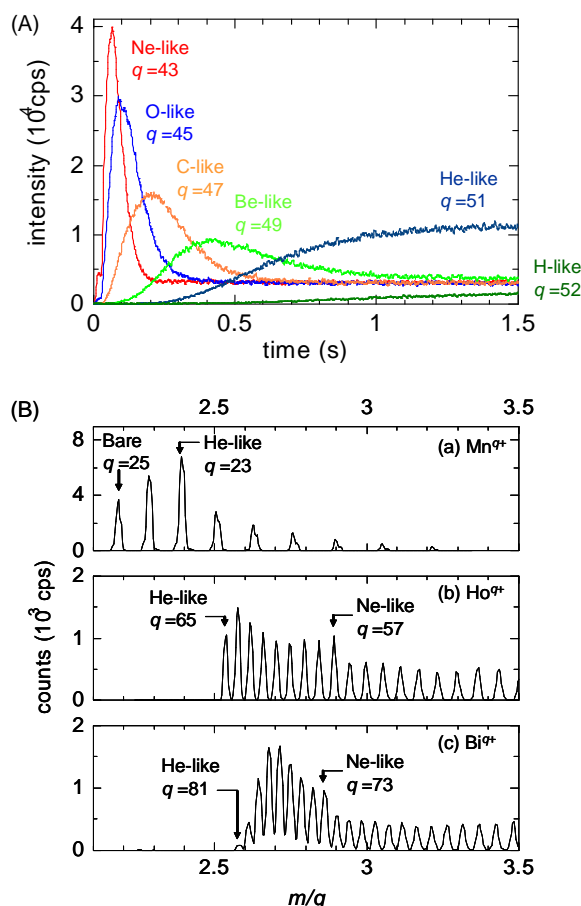 (A)
intensity (10⁴cps)
4
3
2
1
0
Ne-like
q =43
O-like
q =45
C-like
q =47
Be-like
q =49
He-like
q =51
H-like
q =52
0
0.5
1
1.5
time (s)
(B)
2.5
3
3.5
counts (10³ cps)
8
4
0
Bare
q =25
He-like
q =23
(a) Mn^q+
2
1
0
He-like
q =65
Ne-like
q =57
(b) Ho^q+
2
1
0
He-like
q =81
Ne-like
q =73
(c) Bi^q+
2.5
3
3.5
m/q